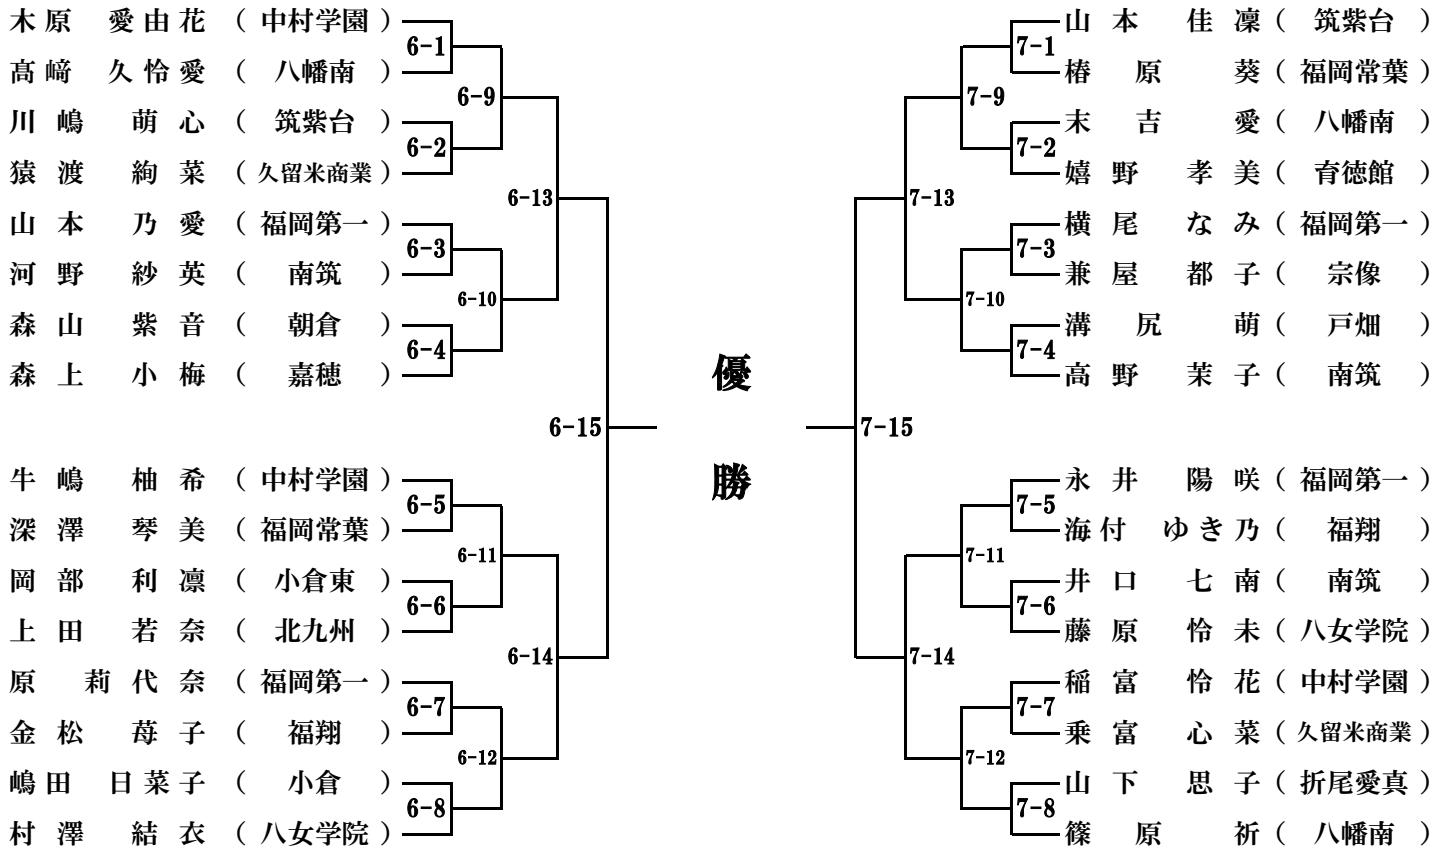 木原 愛由花 （ 中村学園 ）
6-1
髙﨑 久怜愛 （ 八幡南 ）
6-9
川嶋 萌心 （ 筑紫台 ）
6-2
猿渡 絢菜 （ 久留米商業 ）
6-13
山本 乃愛 （ 福岡第一 ）
6-3
河野 紗英 （ 南筑 ）
6-10
森山 紫音 （ 朝倉 ）
6-4
森上 小梅 （ 嘉穂 ）
6-15
牛嶋 柚希 （ 中村学園 ）
6-5
深澤 琴美 （ 福岡常葉 ）
6-11
岡部 利凛 （ 小倉東 ）
6-6
上田 若奈 （ 北九州 ）
6-14
原 莉代奈 （ 福岡第一 ）
6-7
金松 苺子 （ 福翔 ）
6-12
嶋田 日菜子 （ 小倉 ）
6-8
村澤 結衣 （ 八女学院 ）
優
勝
山本 佳凜 （ 筑紫台 ）
7-1
椿原 葵 （ 福岡常葉 ）
7-9
末吉 愛 （ 八幡南 ）
7-2
嬉野 孝美 （ 育徳館 ）
7-13
横尾 なみ （ 福岡第一 ）
7-3
兼屋 都子 （ 宗像 ）
7-10
溝尻 萌 （ 戸畑 ）
7-4
高野 茉子 （ 南筑 ）
7-15
永井 陽咲 （ 福岡第一 ）
7-5
海付 ゆき乃 （ 福翔 ）
7-11
井口 七南 （ 南筑 ）
7-6
藤原 怜未 （ 八女学院 ）
7-14
稲富 怜花 （ 中村学園 ）
7-7
乗富 心菜 （ 久留米商業 ）
7-12
山下 思子 （ 折尾愛真 ）
7-8
篠原 祈 （ 八幡南 ）